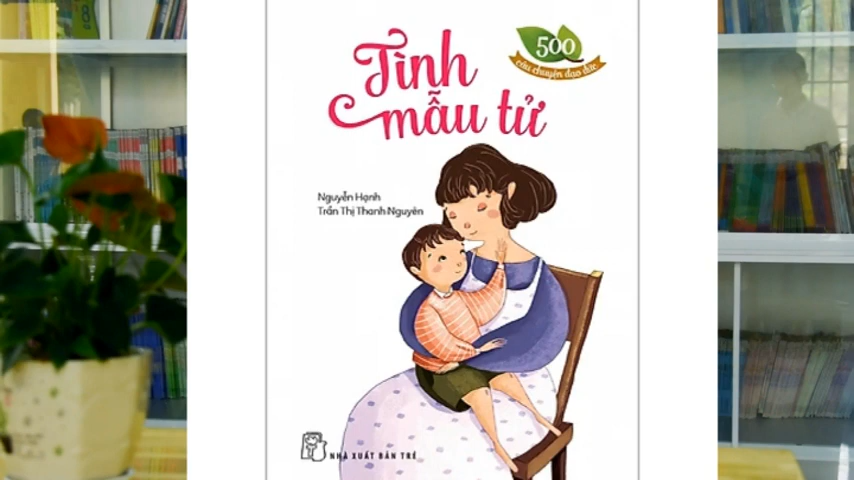 Tình
mẫu tử
500
câu chuyện đạo đức
Nguyễn Hạnh
Trần Thị Thanh Nguyên
NHÀ XUẤT BẢN TRẺ